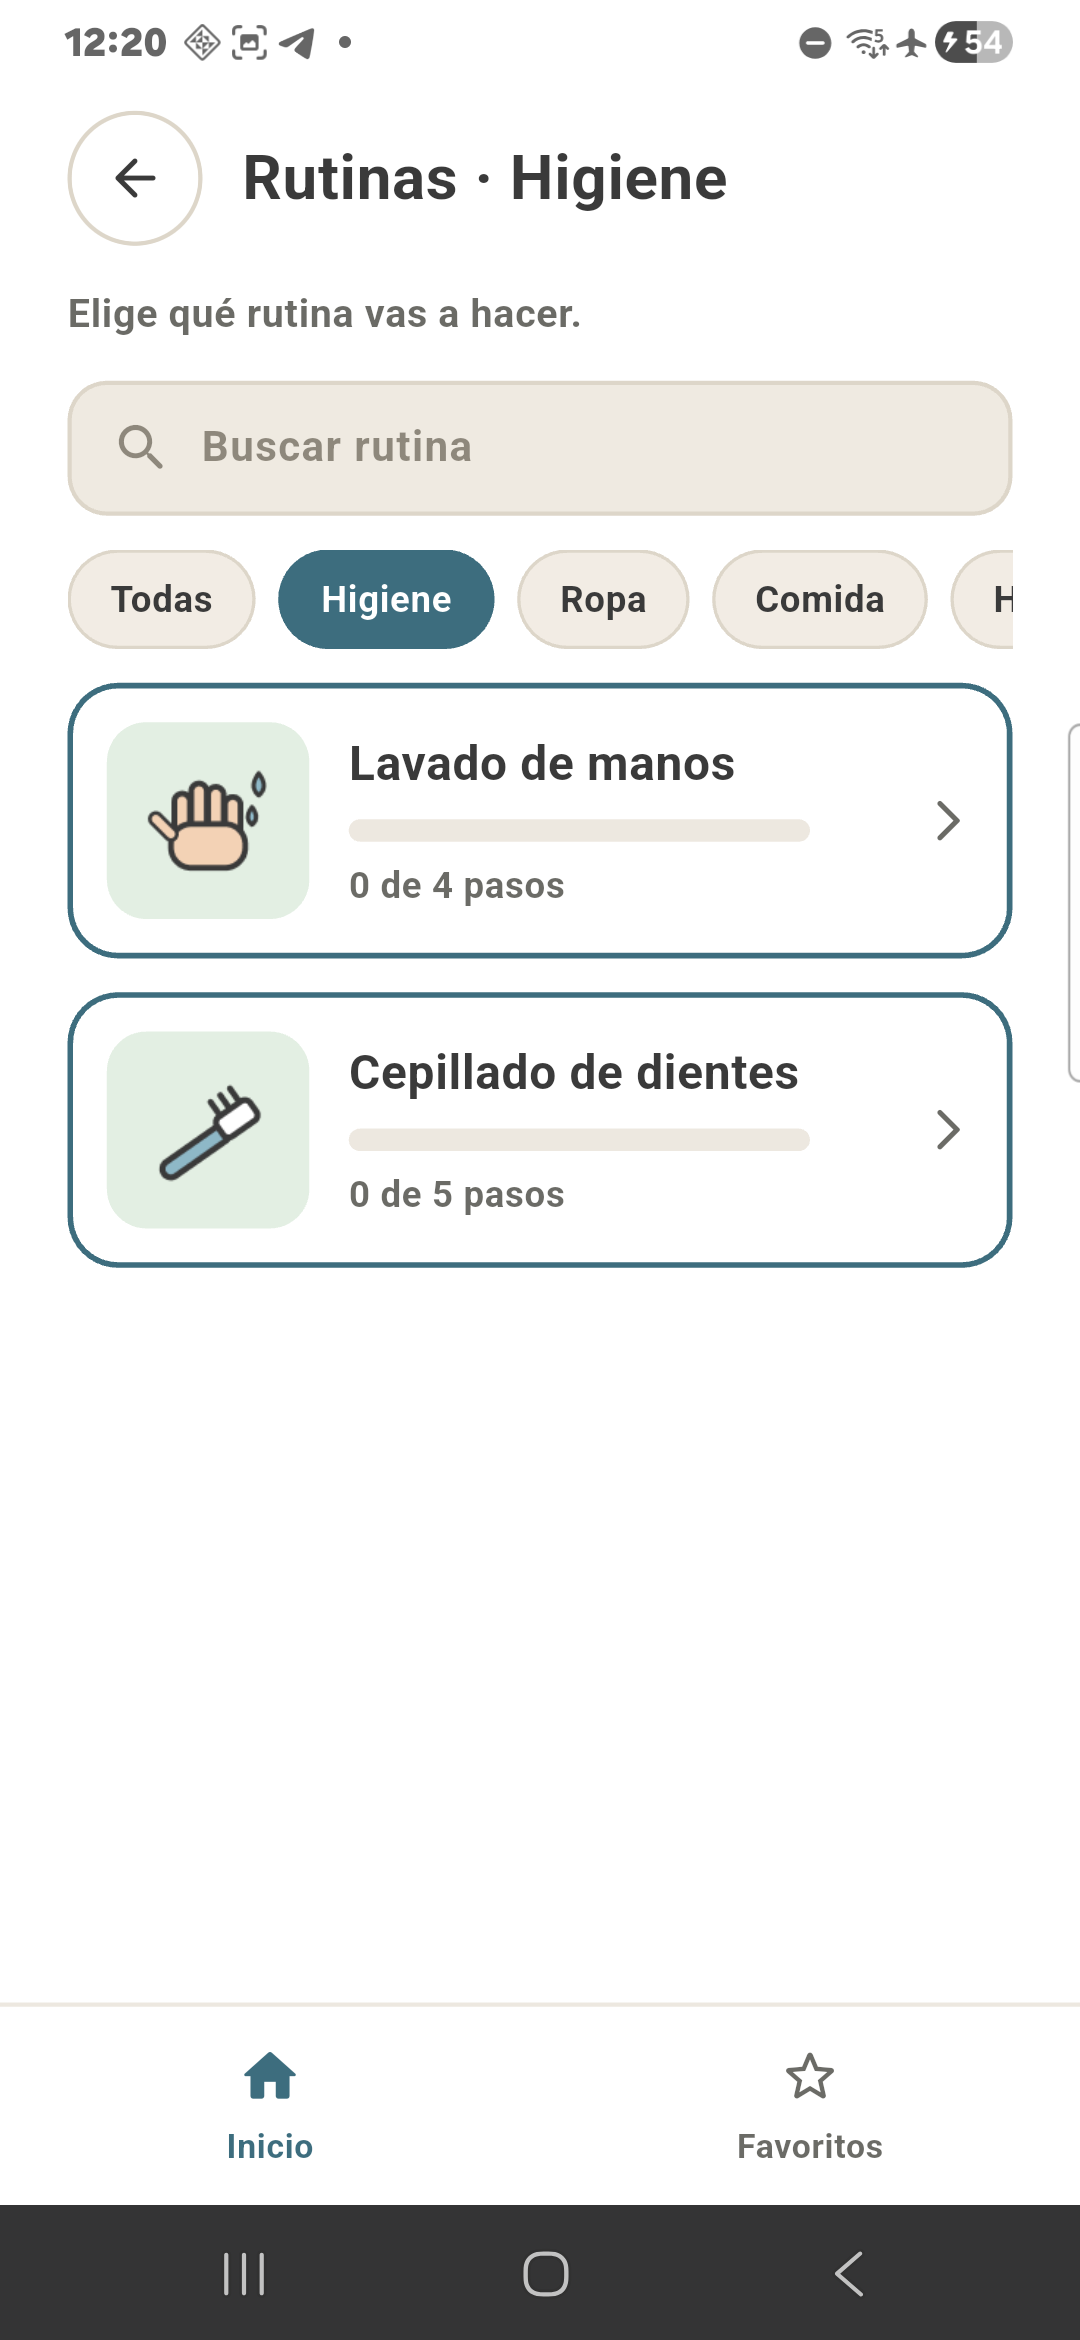 12:20
5
54
Rutinas · Higiene
Elige qué rutina vas a hacer.
Buscar rutina
Todas
Higiene
Ropa
Comida
Lavado de manos
0 de 4 pasos
Cepillado de dientes
0 de 5 pasos
Inicio
Favoritos